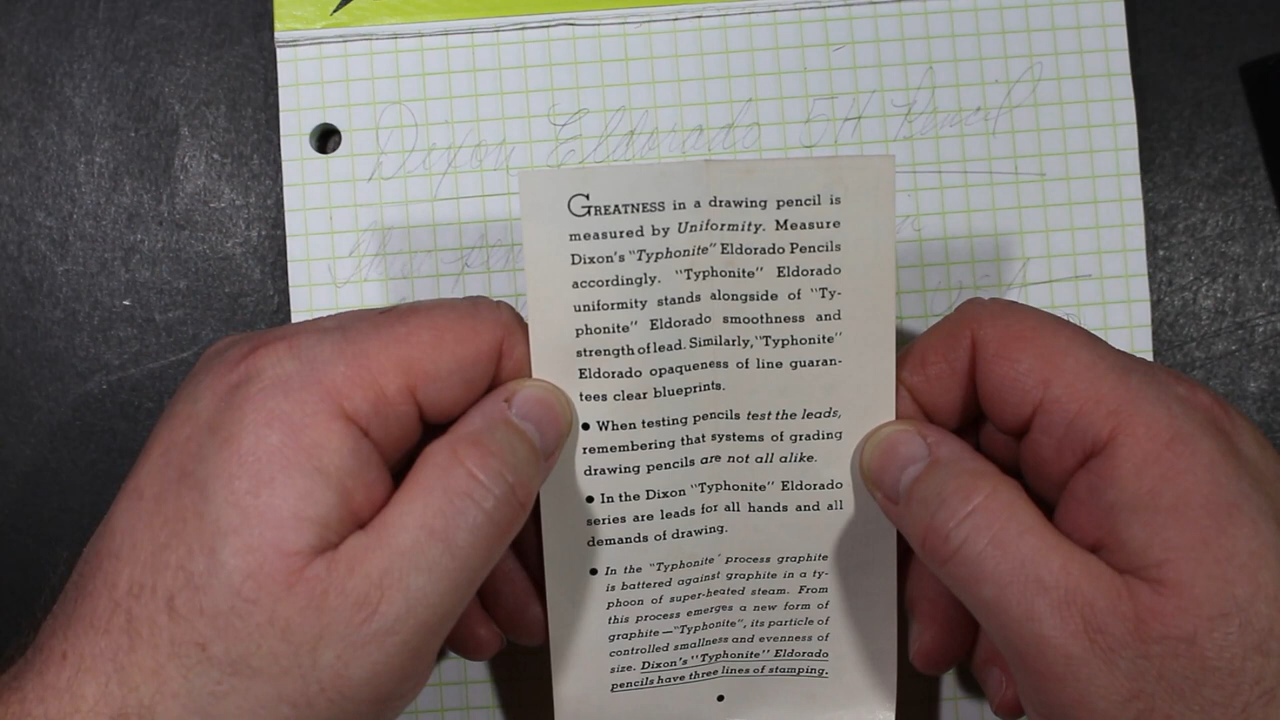 Dixon Eldorado 5H Pencil
USA
GREATNESS in a drawing pencil is
measured by Uniformity. Measure
Dixon's "Typhonite" Eldorado Pencils
accordingly. "Typhonite" Eldorado
uniformity stands alongside of "Ty-
phonite" Eldorado smoothness and
strength of lead. Similarly, "Typhonite"
Eldorado opaqueness of line guaran-
tees clear blueprints.
● When testing pencils test the leads,
remembering that systems of grading
drawing pencils are not all alike.
● In the Dixon "Typhonite" Eldorado
series are leads for all hands and all
demands of drawing.
● In the "Typhonite' process graphite
is battered against graphite in a ty-
phoon of super-heated steam. From
this process emerges a new form of
graphite—"Typhonite", its particle of
controlled smallness and evenness of
size. Dixon's "Typhonite" Eldorado
pencils have three lines of stamping.